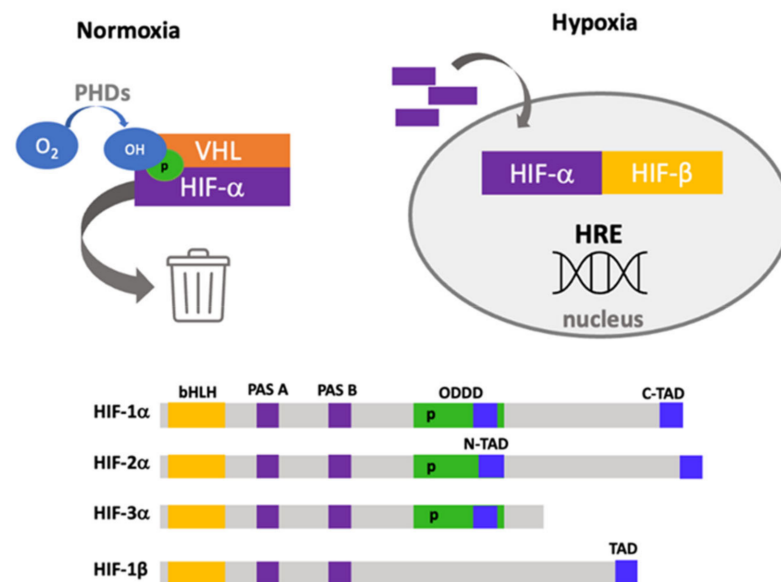 Normoxia
PHDs
O2
OH
p
VHL
HIF-α
Hypoxia
HIF-α HIF-β
HRE
nucleus
bHLH PAS A PAS B ODDD C-TAD
HIF-1α p
N-TAD
HIF-2α p
HIF-3α p
TAD
HIF-1β